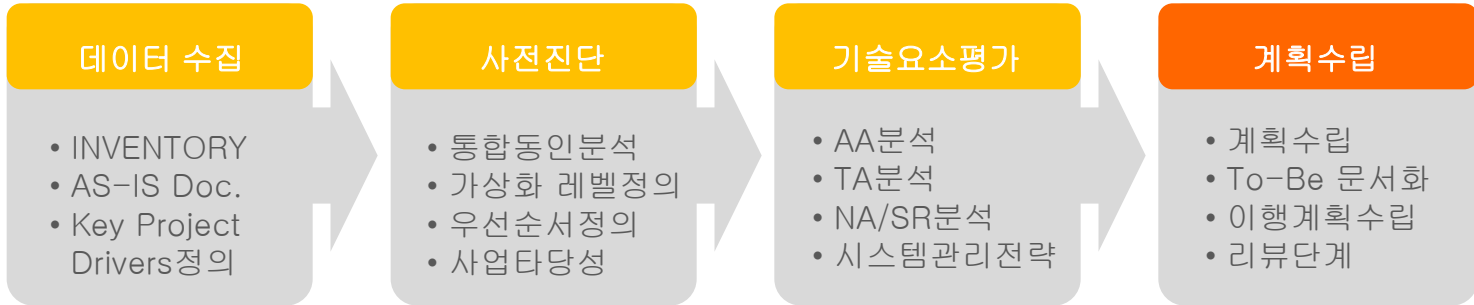 데이터 수집
• INVENTORY
• AS-IS Doc.
• Key Project
Drivers정의
사전진단
• 통합동인분석
• 가상화 레벨정의
• 우선순서정의
• 사업타당성
기술요소평가
• AA분석
• TA분석
• NA/SR분석
• 시스템관리전략
계획수립
• 계획수립
• To-Be 문서화
• 이행계획수립
• 리뷰단계